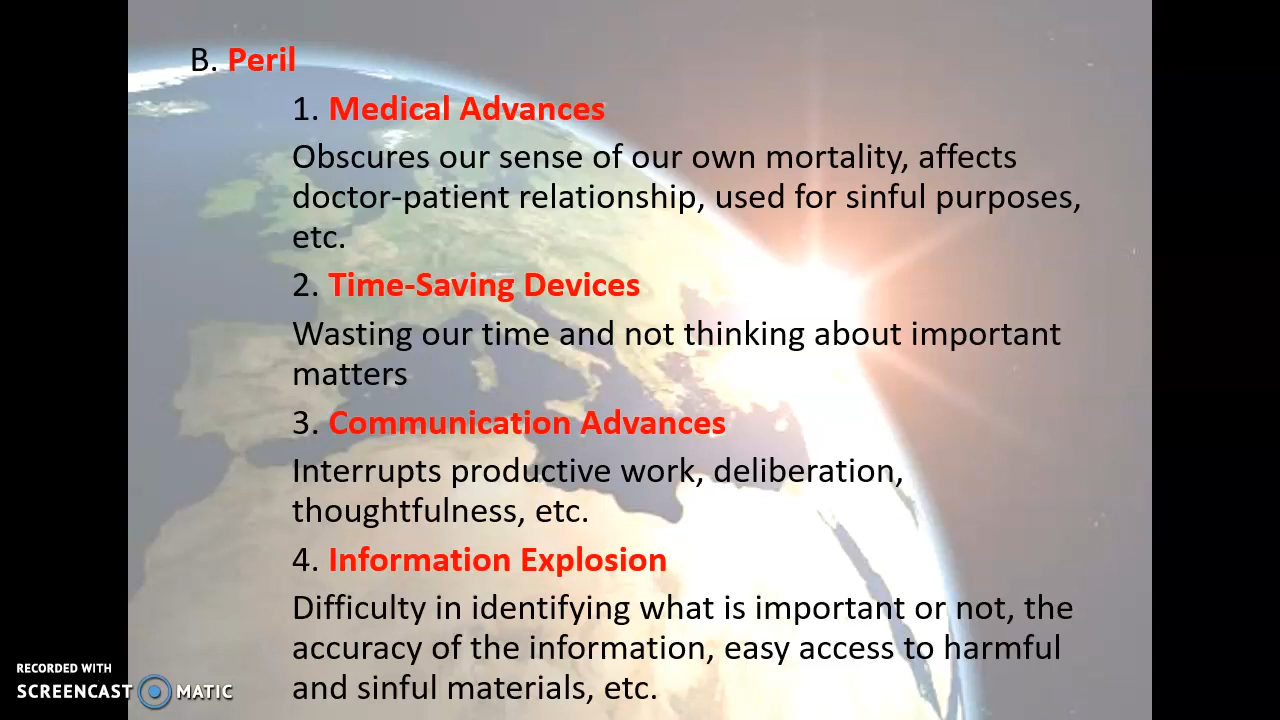 B. Peril
1. Medical Advances
Obscures our sense of our own mortality, affects
doctor-patient relationship, used for sinful purposes,
etc.
2. Time-Saving Devices
Wasting our time and not thinking about important
matters
3. Communication Advances
Interrupts productive work, deliberation,
thoughtfulness, etc.
4. Information Explosion
Difficulty in identifying what is important or not, the
accuracy of the information, easy access to harmful
and sinful materials, etc.
RECORDED WITH
SCREENCAST MATIC